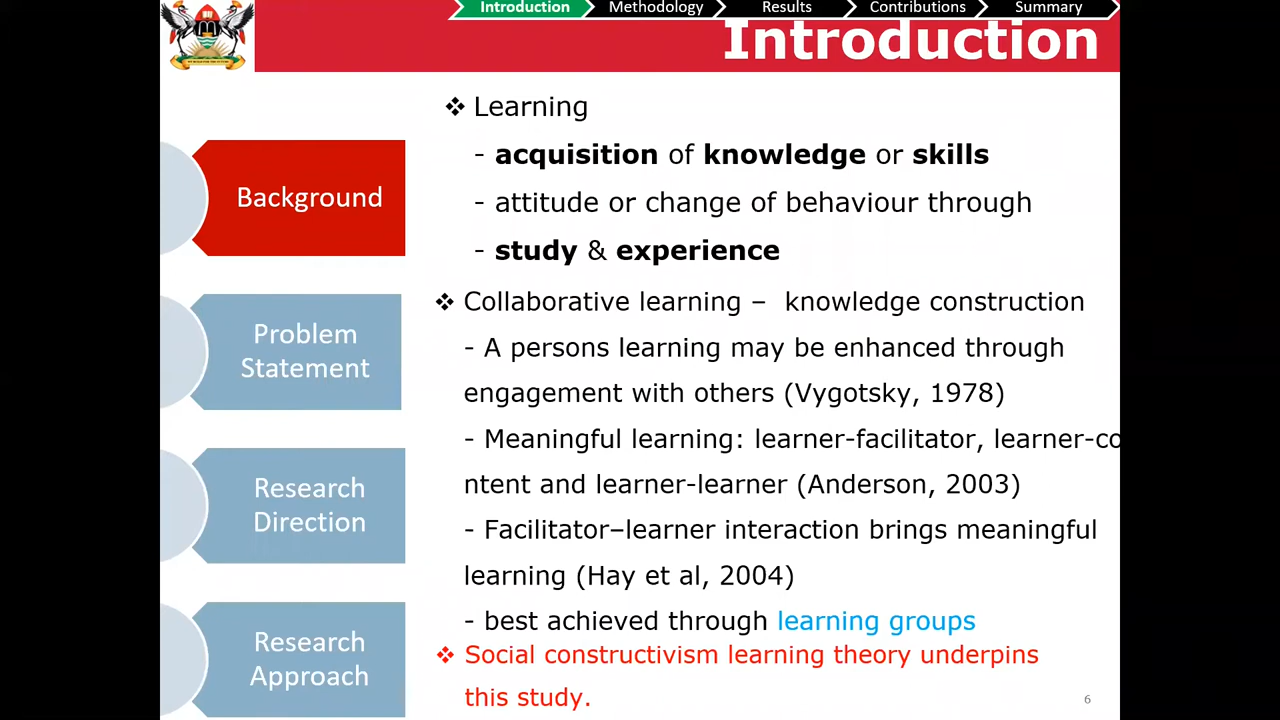 Introduction
Methodology
Results
Contributions
Summary
Introduction
Background
Problem
Statement
Research
Direction
Research
Approach
❖ Learning
- acquisition of knowledge or skills
- attitude or change of behaviour through
- study & experience
❖ Collaborative learning – knowledge construction
- A persons learning may be enhanced through
engagement with others (Vygotsky, 1978)
- Meaningful learning: learner-facilitator, learner-co
ntent and learner-learner (Anderson, 2003)
- Facilitator–learner interaction brings meaningful
learning (Hay et al, 2004)
- best achieved through learning groups
❖ Social constructivism learning theory underpins
this study.
6